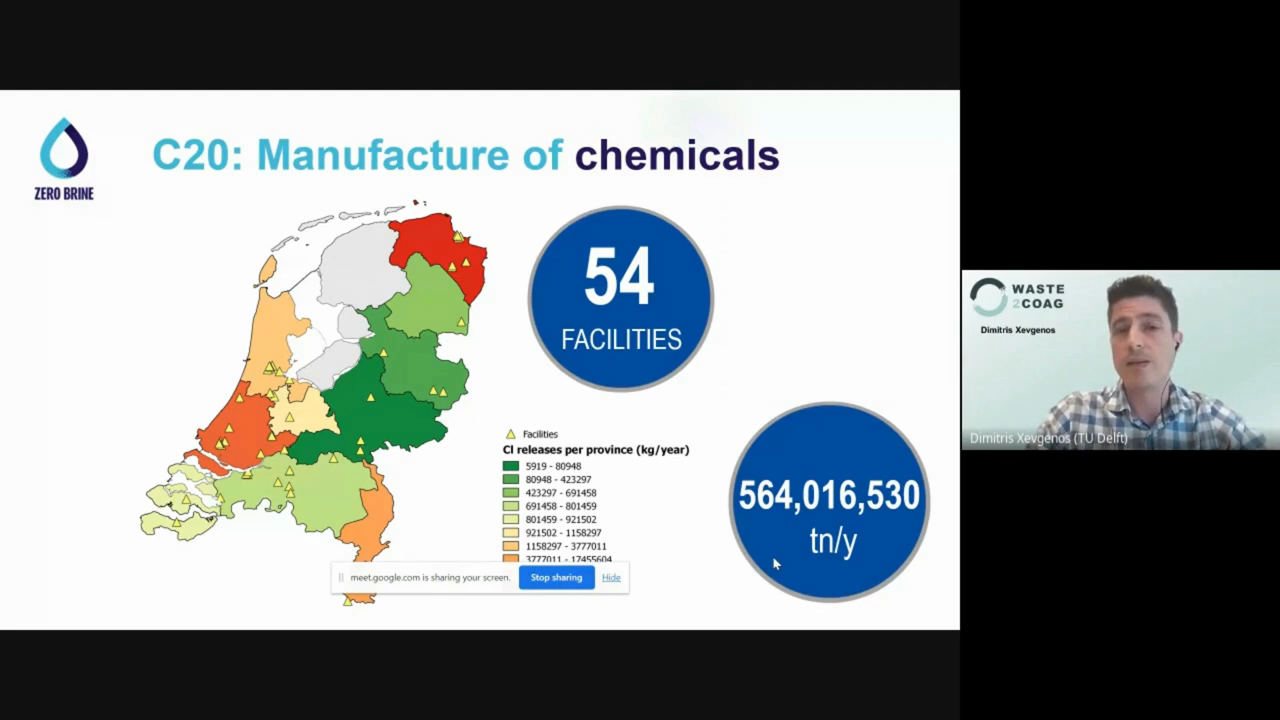 ZERO BRINE
C20: Manufacture of chemicals
54
FACILITIES
Facilities
Cl releases per province (kg/year)
5919 - 80948
80948 - 423297
423297 - 691458
691458 - 801459
801459 - 921502
921502 - 1158297
1158297 - 3777011
3777011 - 17455604
meet.google.com is sharing your screen.
Stop sharing
Hide
564,016,530
tn/y
WASTE
2COAG
Dimitris Xevgenos
Dimitris Xevgenos (TU Delft)